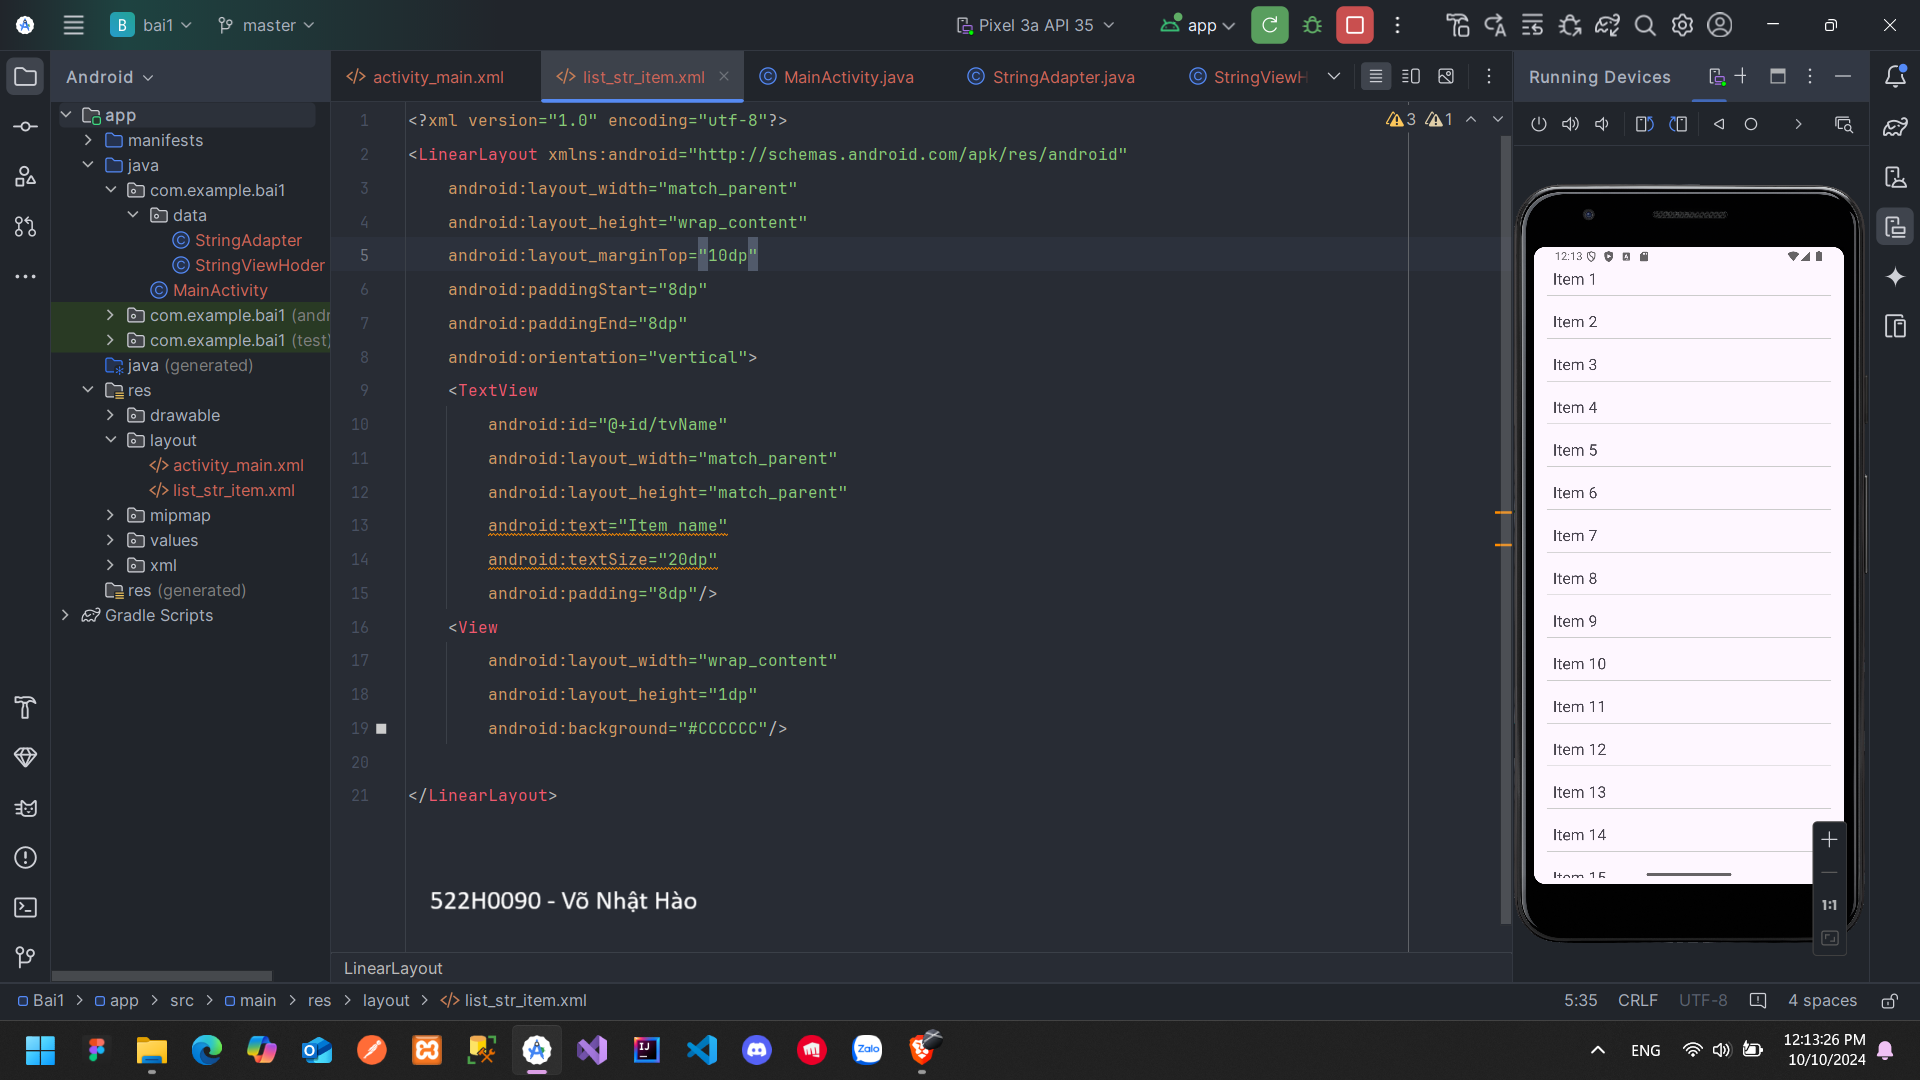 bai1
master
Pixel 3a API 35
app
Android
activity_main.xml
list_str_item.xml
MainActivity.java
StringAdapter.java
StringViewH
Running Devices
app
manifests
java
com.example.bai1
data
StringAdapter
StringViewHoder
MainActivity
com.example.bai1 (andr
com.example.bai1 (test)
java (generated)
res
drawable
layout
activity_main.xml
list_str_item.xml
mipmap
values
xml
res (generated)
Gradle Scripts
3 1
1 <?xml version="1.0" encoding="utf-8"?>
2 <LinearLayout xmlns:android="http://schemas.android.com/apk/res/android"
3 android:layout_width="match_parent"
4 android:layout_height="wrap_content"
5 android:layout_marginTop="10dp"
6 android:paddingStart="8dp"
7 android:paddingEnd="8dp"
8 android:orientation="vertical">
9 <TextView
10 android:id="@+id/tvName"
11 android:layout_width="match_parent"
12 android:layout_height="match_parent"
13 android:text="Item name"
14 android:textSize="20dp"
15 android:padding="8dp"/>
16 <View
17 android:layout_width="wrap_content"
18 android:layout_height="1dp"
19 android:background="#CCCCCC"/>
20
21 </LinearLayout>
522H0090 - Võ Nhật Hào
LinearLayout
12:13
Item 1
Item 2
Item 3
Item 4
Item 5
Item 6
Item 7
Item 8
Item 9
Item 10
Item 11
Item 12
Item 13
Item 14
Item 15
1:1
Bai1 > app > src > main > res > layout > list_str_item.xml
5:35 CRLF UTF-8 4 spaces
Zalo
ENG
12:13:26 PM
10/10/2024